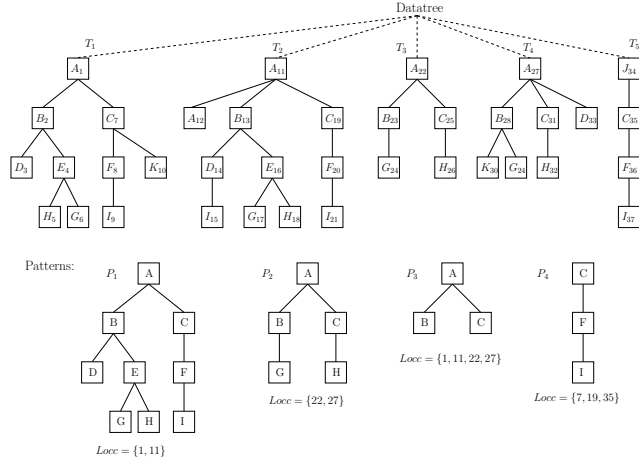 Datatree
T1 T2 T3 T4 T5
A1 A11 A22 A27 J34
B2 C7 A12 B13 C19 B23 C25 B28 C31 D33 C35
D3 E4 F8 K10 D14 E16 F20 G24 H26 K30 G24 H32 F36
H5 G6 I9 I15 G17 H18 I21 I37
Patterns: P1 A P2 A P3 A P4 C
B C B C B C F
D E F G H I
G H I
Locc = {1, 11}
Locc = {22, 27}
Locc = {1, 11, 22, 27}
Locc = {7, 19, 35}